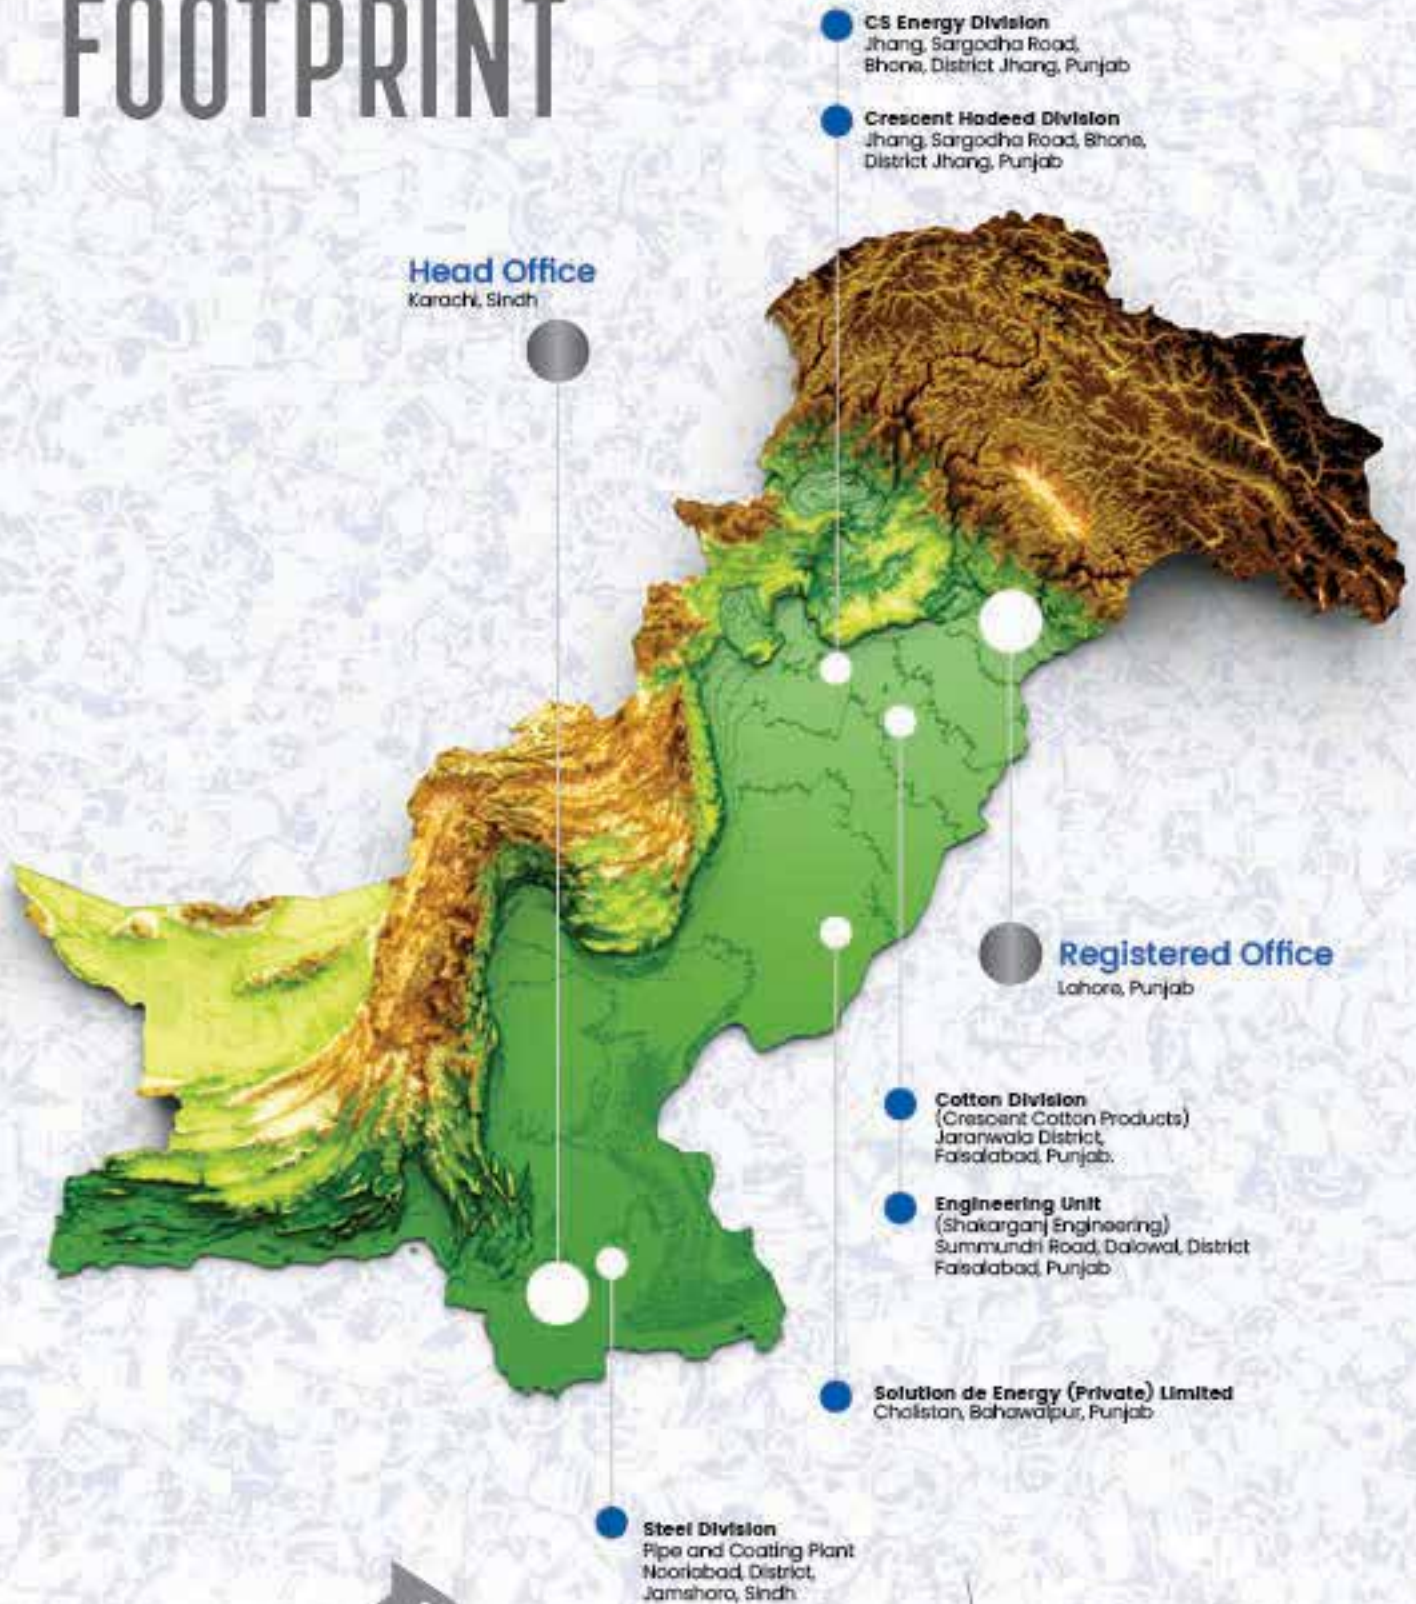 FOOTPRINT
CS Energy Division
Jhang, Sargodha Road,
Bhone, District Jhang, Punjab
Crescent Hadeed Division
Jhang, Sargodha Road, Bhone,
District Jhang, Punjab
Head Office
Karachi, Sindh
Registered Office
Lahore, Punjab
Cotton Division
(Crescent Cotton Products)
Jaranwala District,
Faisalabad, Punjab.
Engineering Unit
(Shakarganj Engineering)
Summundri Road, Dalowal, District
Faisalabad, Punjab
Solution de Energy (Private) Limited
Cholistan, Bahawalpur, Punjab
Steel Division
Pipe and Coating Plant
Nooriabad, District,
Jamshoro, Sindh